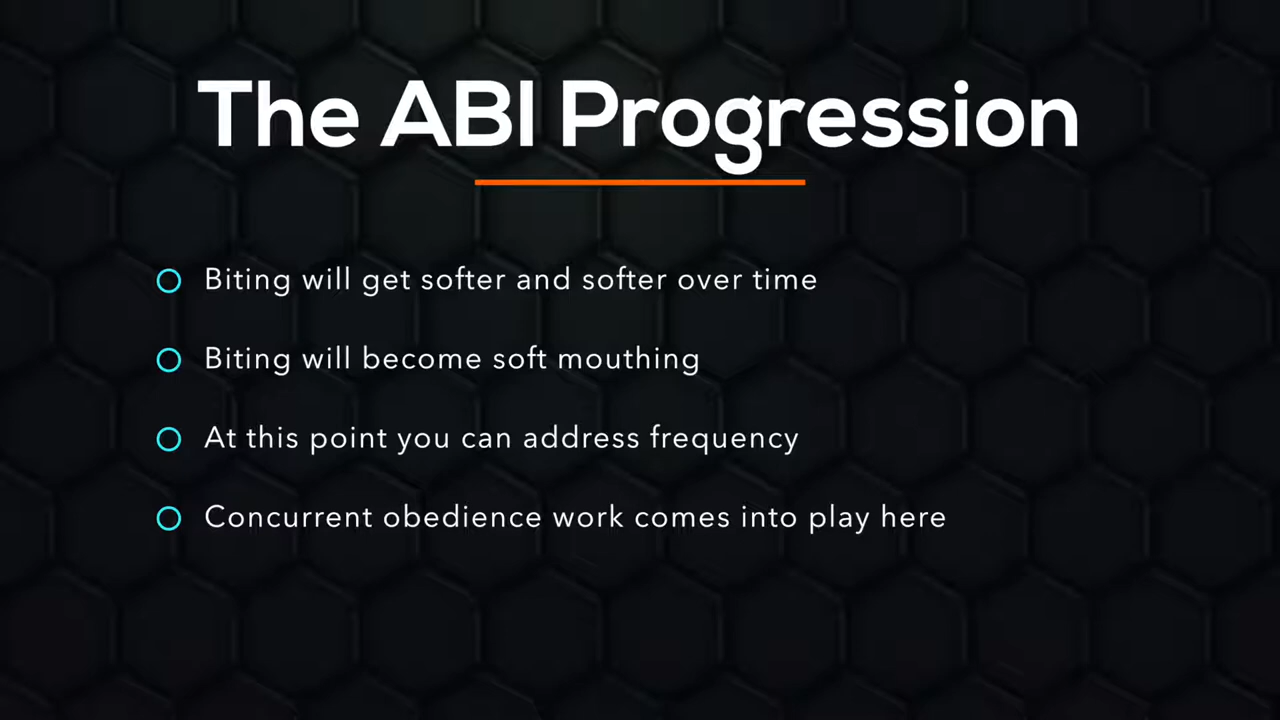 The ABI Progression
Biting will get softer and softer over time
Biting will become soft mouthing
At this point you can address frequency
Concurrent obedience work comes into play here